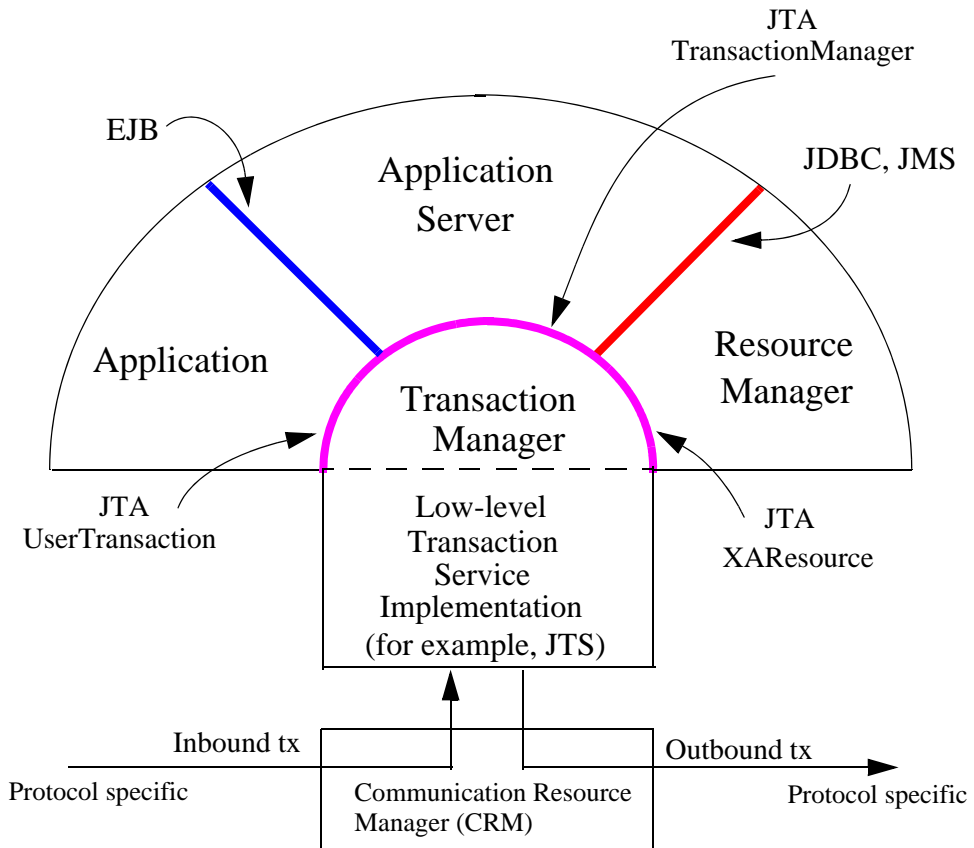 JTA
TransactionManager
EJB
JDBC, JMS
Application
Server
Application
Resource
Manager
Transaction
Manager
JTA
UserTransaction
JTA
XAResource
Low-level
Transaction
Service
Implementation
(for example, JTS)
Inbound tx
Outbound tx
Protocol specific
Protocol specific
Communication Resource
Manager (CRM)